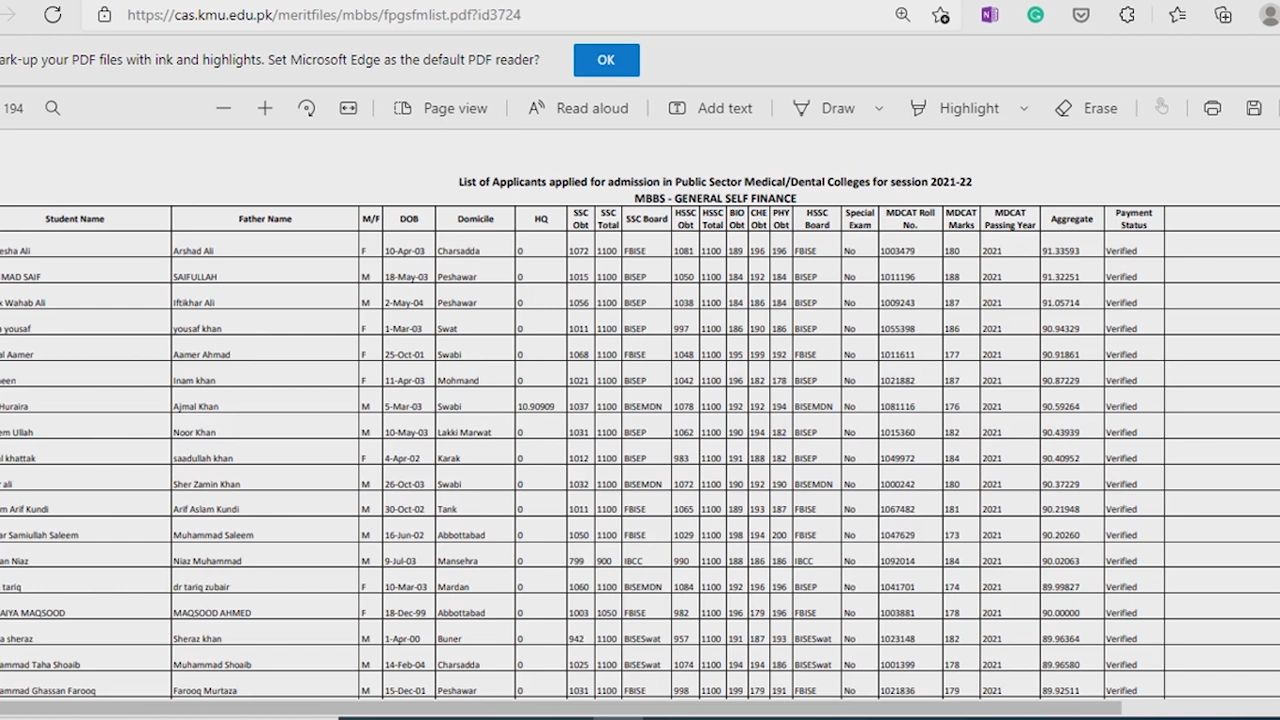 https://cas.kmu.edu.pk/meritfiles/mbbs/fpgsfmlist.pdf?id3724
ark-up your PDF files with ink and highlights. Set Microsoft Edge as the default PDF reader? OK
194 Page view Read aloud Add text Draw Highlight Erase
List of Applicants applied for admission in Public Sector Medical/Dental Colleges for session 2021-22
MBBS - GENERAL SELF FINANCE
Student Name Father Name M/F DOB Domicile HQ SSC Obt SSC Total SSC Board HSSC Obt HSSC Total BIO Obt CHE Obt PHY Obt HSSC Board Special Exam MDCAT Roll No. MDCAT Marks MDCAT Passing Year Aggregate Payment Status
esha Ali Arshad Ali F 10-Apr-03 Charsadda 0 1072 1100 FBISE 1081 1100 189 196 196 FBISE No 1003479 180 2021 91.33593 Verified
MAD SAIF SAIFULLAH M 18-May-03 Peshawar 0 1015 1100 BISEP 1050 1100 184 192 184 BISEP No 1011196 188 2021 91.32251 Verified
k Wahab Ali Iftikhar Ali M 2-May-04 Peshawar 0 1056 1100 BISEP 1038 1100 184 186 184 BISEP No 1009243 187 2021 91.05714 Verified
a yousaf yousaf khan F 1-Mar-03 Swat 0 1011 1100 BISEP 997 1100 186 190 186 BISEP No 1055398 186 2021 90.94329 Verified
al Aamer Aamer Ahmad F 25-Oct-01 Swabi 0 1068 1100 FBISE 1048 1100 195 199 192 FBISE No 1011611 177 2021 90.91861 Verified
neen Inam khan F 11-Apr-03 Mohmand 0 1021 1100 BISEP 1042 1100 196 182 178 BISEP No 1021882 187 2021 90.87229 Verified
Huraira Ajmal Khan M 5-Mar-03 Swabi 10.90909 1037 1100 BISEMDN 1078 1100 192 192 194 BISEMDN No 1081116 176 2021 90.59264 Verified
em Ullah Noor Khan M 10-May-03 Lakki Marwat 0 1031 1100 BISEP 1062 1100 190 194 182 BISEP No 1015360 182 2021 90.43939 Verified
al khattak saadullah khan F 4-Apr-02 Karak 0 1012 1100 BISEP 983 1100 191 188 182 BISEP No 1049972 184 2021 90.40952 Verified
r ali Sher Zamin Khan M 26-Oct-03 Swabi 0 1032 1100 BISEMDN 1072 1100 190 192 190 BISEMDN No 1000242 180 2021 90.37229 Verified
m Arif Kundi Arif Aslam Kundi M 30-Oct-02 Tank 0 1011 1100 FBISE 1065 1100 189 193 187 FBISE No 1067482 181 2021 90.21948 Verified
ar Samiullah Saleem Muhammad Saleem M 16-Jun-02 Abbottabad 0 1050 1100 FBISE 1029 1100 198 194 200 FBISE No 1047629 173 2021 90.20260 Verified
an Niaz Niaz Muhammad M 9-Jul-03 Mansehra 0 799 900 IBCC 990 1100 188 186 186 IBCC No 1092014 184 2021 90.02063 Verified
tariq dr tariq zubair F 10-Mar-03 Mardan 0 1060 1100 BISEMDN 1084 1100 192 196 196 BISEP No 1041701 174 2021 89.99827 Verified
AIYA MAQSOOD MAQSOOD AHMED F 18-Dec-99 Abbottabad 0 1003 1050 FBISE 982 1100 196 179 196 FBISE No 1003881 178 2021 90.00000 Verified
a sheraz Sheraz khan M 1-Apr-00 Buner 0 942 1100 BISESwat 957 1100 191 187 193 BISESwat No 1023148 182 2021 89.96364 Verified
ammad Taha Shoaib Muhammad Shoaib M 14-Feb-04 Charsadda 0 1025 1100 BISESwat 1074 1100 194 194 186 BISESwat No 1001399 178 2021 89.96580 Verified
ammad Ghassan Farooq Farooq Murtaza M 15-Dec-01 Peshawar 0 1031 1100 FBISE 998 1100 199 179 191 FBISE No 1021836 179 2021 89.92511 Verified